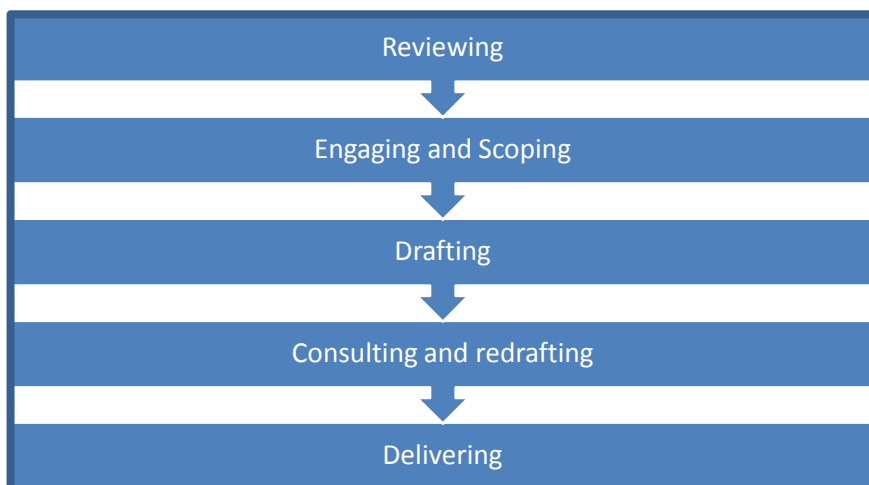 Reviewing
Engaging and Scoping
Drafting
Consulting and redrafting
Delivering